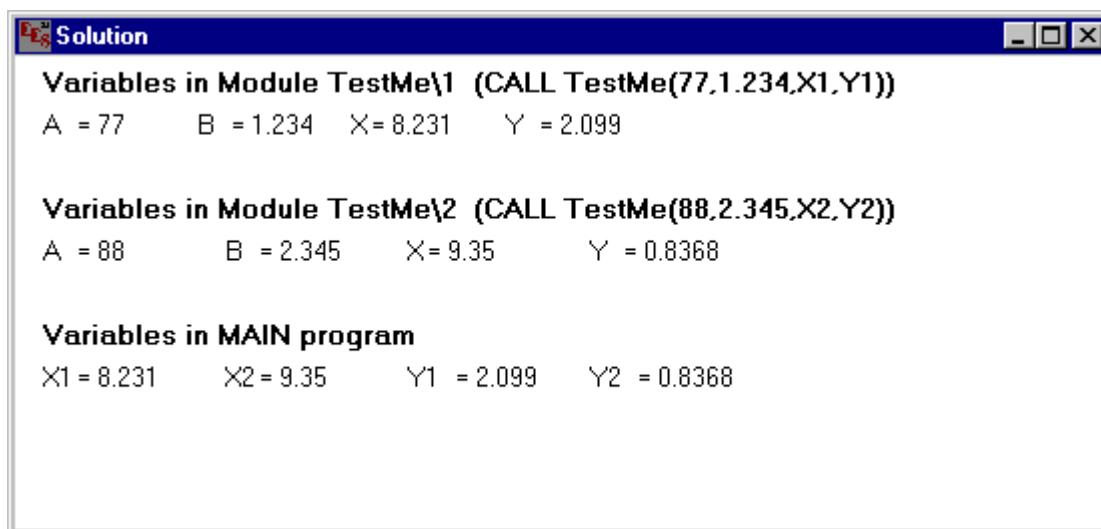 EES Solution
Variables in Module TestMe\1 (CALL TestMe(77,1.234,X1,Y1))
A = 77 B = 1.234 X = 8.231 Y = 2.099
Variables in Module TestMe\2 (CALL TestMe(88,2.345,X2,Y2))
A = 88 B = 2.345 X = 9.35 Y = 0.8368
Variables in MAIN program
X1 = 8.231 X2 = 9.35 Y1 = 2.099 Y2 = 0.8368